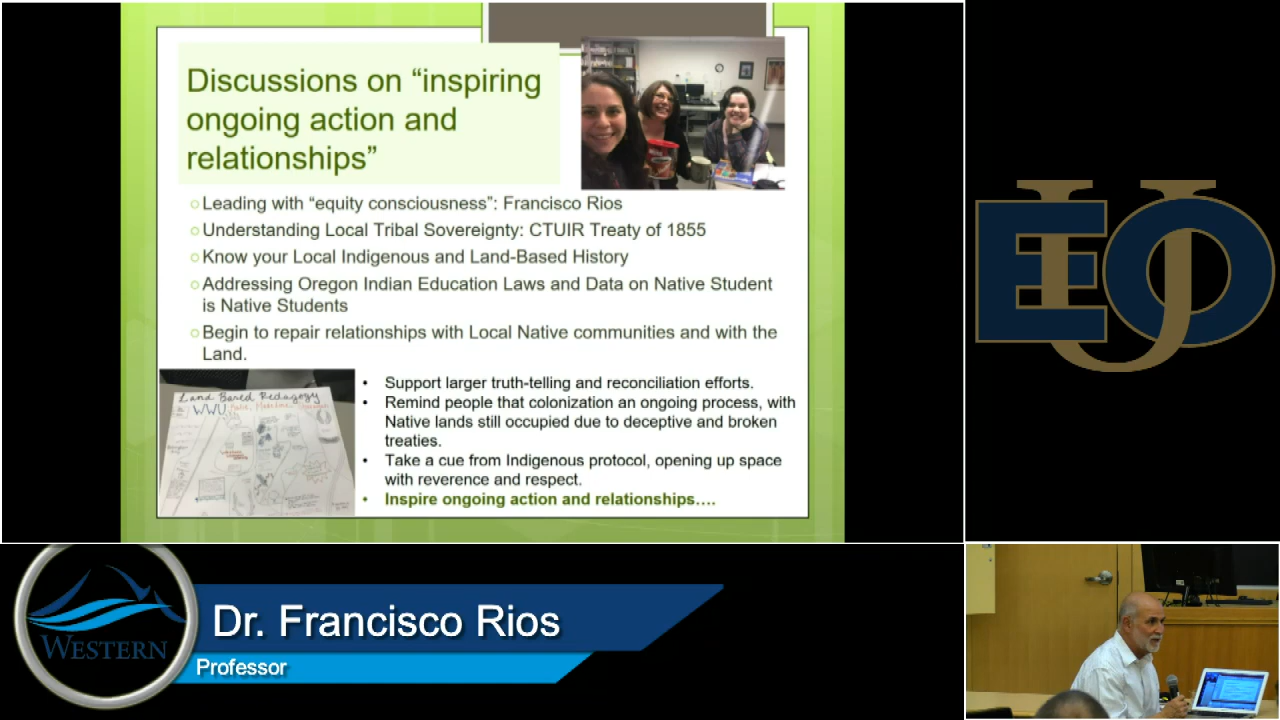 Discussions on “inspiring
ongoing action and
relationships”
Leading with “equity consciousness”: Francisco Rios
Understanding Local Tribal Sovereignty: CTUIR Treaty of 1855
Know your Local Indigenous and Land-Based History
Addressing Oregon Indian Education Laws and Data on Native Student
is Native Students
Begin to repair relationships with Local Native communities and with the
Land.
Land Based Pedagogy
WWU
• Support larger truth-telling and reconciliation efforts.
• Remind people that colonization an ongoing process, with
Native lands still occupied due to deceptive and broken
treaties.
• Take a cue from Indigenous protocol, opening up space
with reverence and respect.
• Inspire ongoing action and relationships….
EOU
WESTERN
Dr. Francisco Rios
Professor